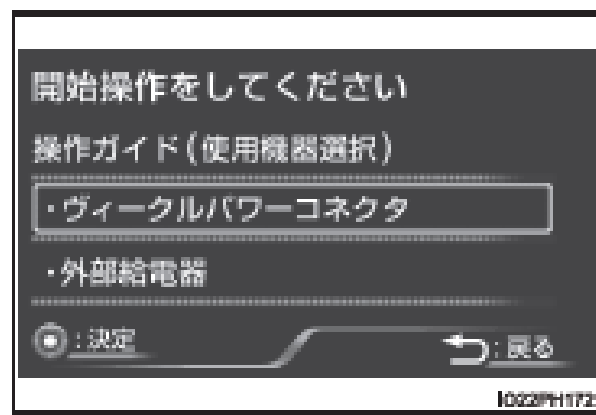 開始操作をしてください
操作ガイド(使用機器選択)
・ヴィークルパワーコネクタ
・外部給電器
:決定
:戻る
IO22PH172